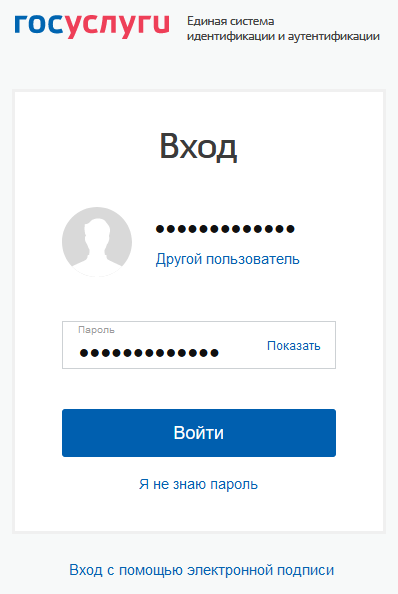 госуслуги
Единая система
идентификации и аутентификации
Вход
•••••••••••••
Другой пользователь
Пароль
•••••••••••••
Показать
Войти
Я не знаю пароль
Вход с помощью электронной подписи